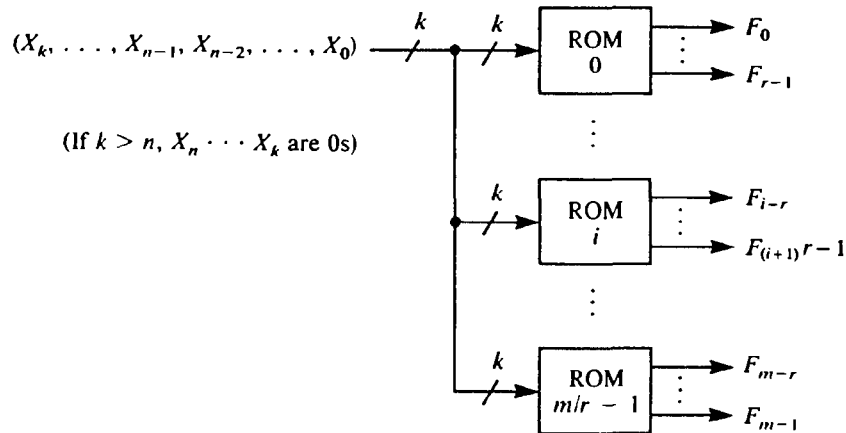 (X_k, . . . , X_{n-1}, X_{n-2}, . . . , X_0)
k
k
ROM
0
F_0
⋮
F_{r-1}
(If k > n, X_n · · · X_k are 0s)
⋮
k
ROM
i
F_{i-r}
⋮
F_{(i+1)}r-1
⋮
k
ROM
m/r - 1
F_{m-r}
⋮
F_{m-1}